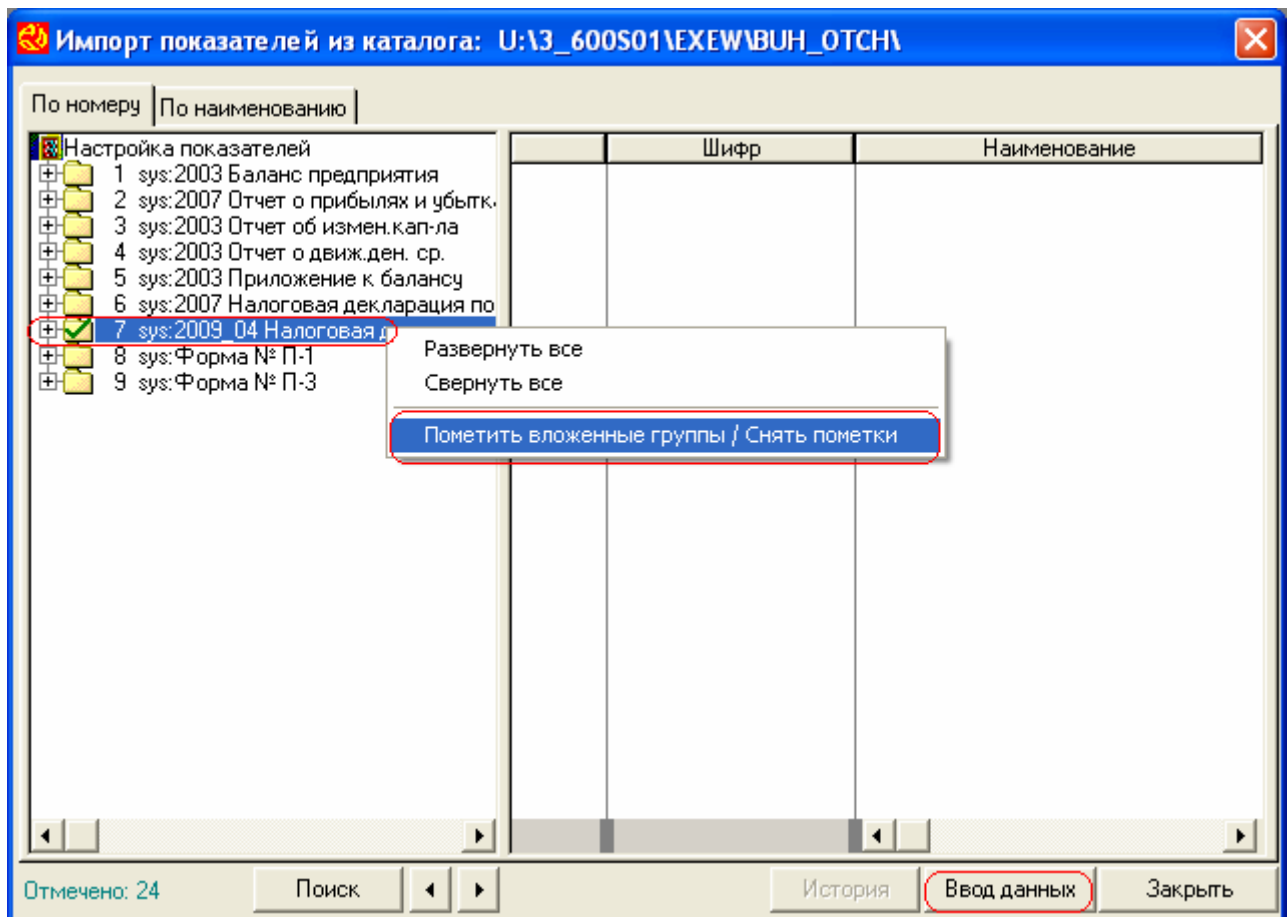 Импорт показателей из каталога: U:\3_600S01\EXEW\BUH_OTCH\
По номеру По наименованию
Настройка показателей
Шифр Наименование
1 sys:2003 Баланс предприятия
2 sys:2007 Отчет о прибылях и убытк
3 sys:2003 Отчет об измен.кап-ла
4 sys:2003 Отчет о движ.ден. ср.
5 sys:2003 Приложение к балансу
6 sys:2007 Налоговая декларация по
7 sys:2009_04 Налоговая д
8 sys:Форма № П-1
9 sys:Форма № П-3
Развернуть все
Свернуть все
Пометить вложенные группы / Снять пометки
Отмечено: 24 Поиск История Ввод данных Закрыть